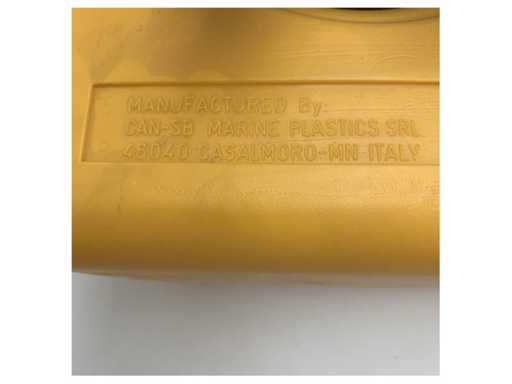 MANUFACTURED By:
CAN-SB MARINE PLASTICS SRL
46040 CASALMORO-MN-ITALY